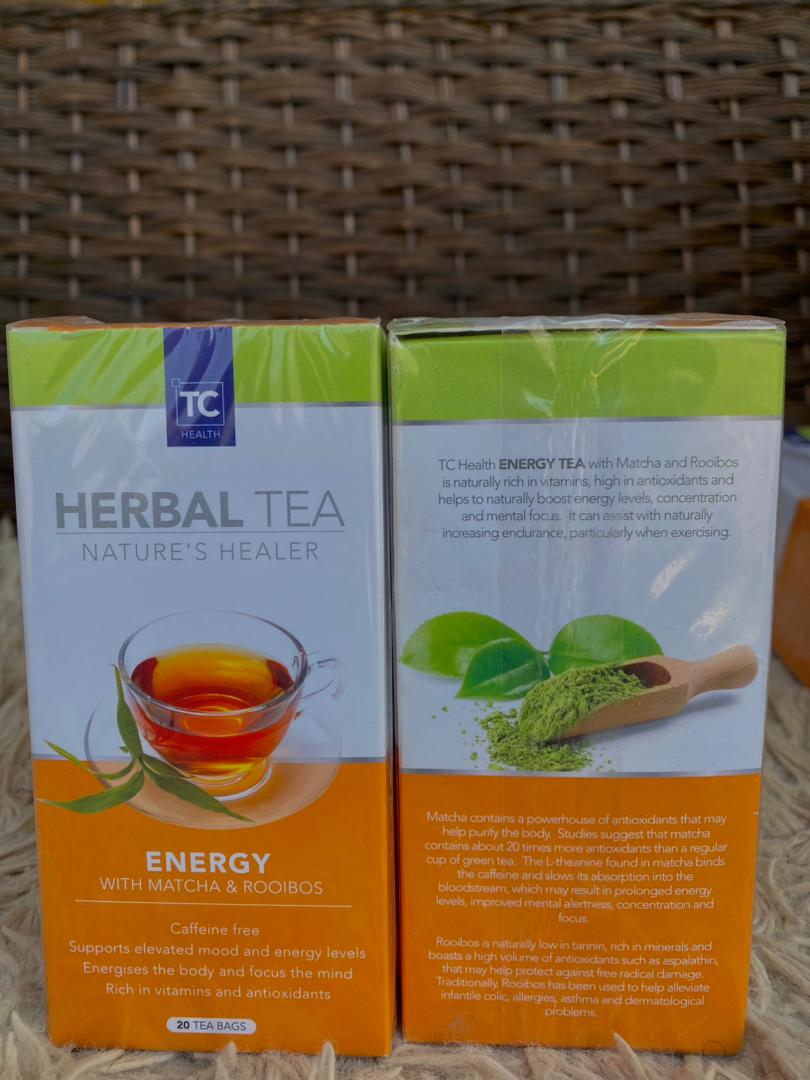 TC
HEALTH
HERBAL TEA
NATURE'S HEALER
ENERGY
WITH MATCHA & ROOIBOS
Caffeine free
Supports elevated mood and energy levels
Energises the body and focus the mind
Rich in vitamins and antioxidants
20 TEA BAGS
TC Health ENERGY TEA with Matcha and Rooibos
is naturally rich in vitamins, high in antioxidants and
helps to naturally boost energy levels, concentration
and mental focus. It can assist with naturally
increasing endurance, particularly when exercising.
Matcha contains a powerhouse of antioxidants that may
help purify the body. Studies suggest that matcha
contains about 20 times more antioxidants than a regular
cup of green tea. The L-theanine found in matcha binds
the caffeine and slows its absorption into the
bloodstream, which may result in prolonged energy
levels, improved mental alertness, concentration and
focus.
Rooibos is naturally low in tannin, rich in minerals and
boasts a high volume of antioxidants such as aspalathin,
that may help protect against free radical damage.
Traditionally, Rooibos has been used to help alleviate
infantile colic, allergies, asthma and dermatological
problems.